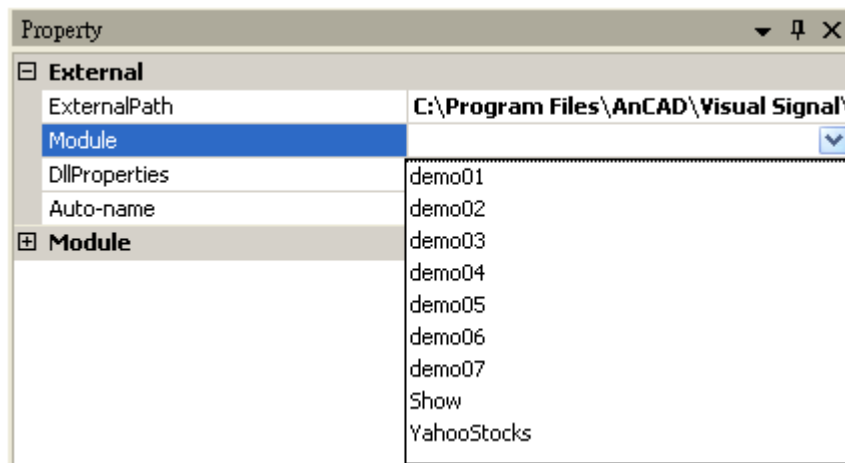 Property
External
ExternalPath C:\Program Files\AnCAD\Visual Signal\
Module
DllProperties
Auto-name
Module
demo01
demo02
demo03
demo04
demo05
demo06
demo07
Show
YahooStocks